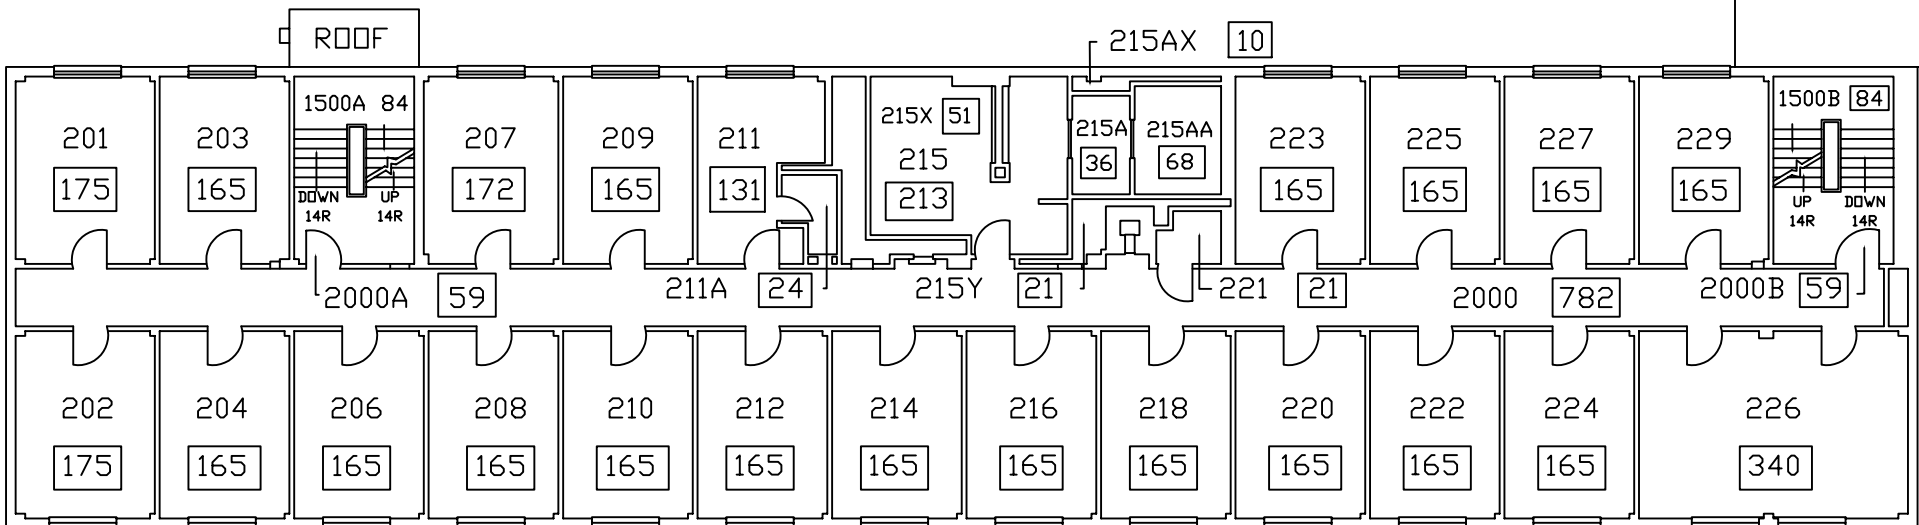 ROOF
215AX 10
1500A 84
215X 51
1500B 84
201 203 207 209 211 215 215A 215AA 223 225 227 229
175 165 172 165 131 213 36 68 165 165 165 165
DOWN UP
14R 14R
UP DOWN
14R 14R
2000A 59 211A 24 215Y 21 221 21 2000 782 2000B 59
202 204 206 208 210 212 214 216 218 220 222 224 226
175 165 165 165 165 165 165 165 165 165 165 165 340